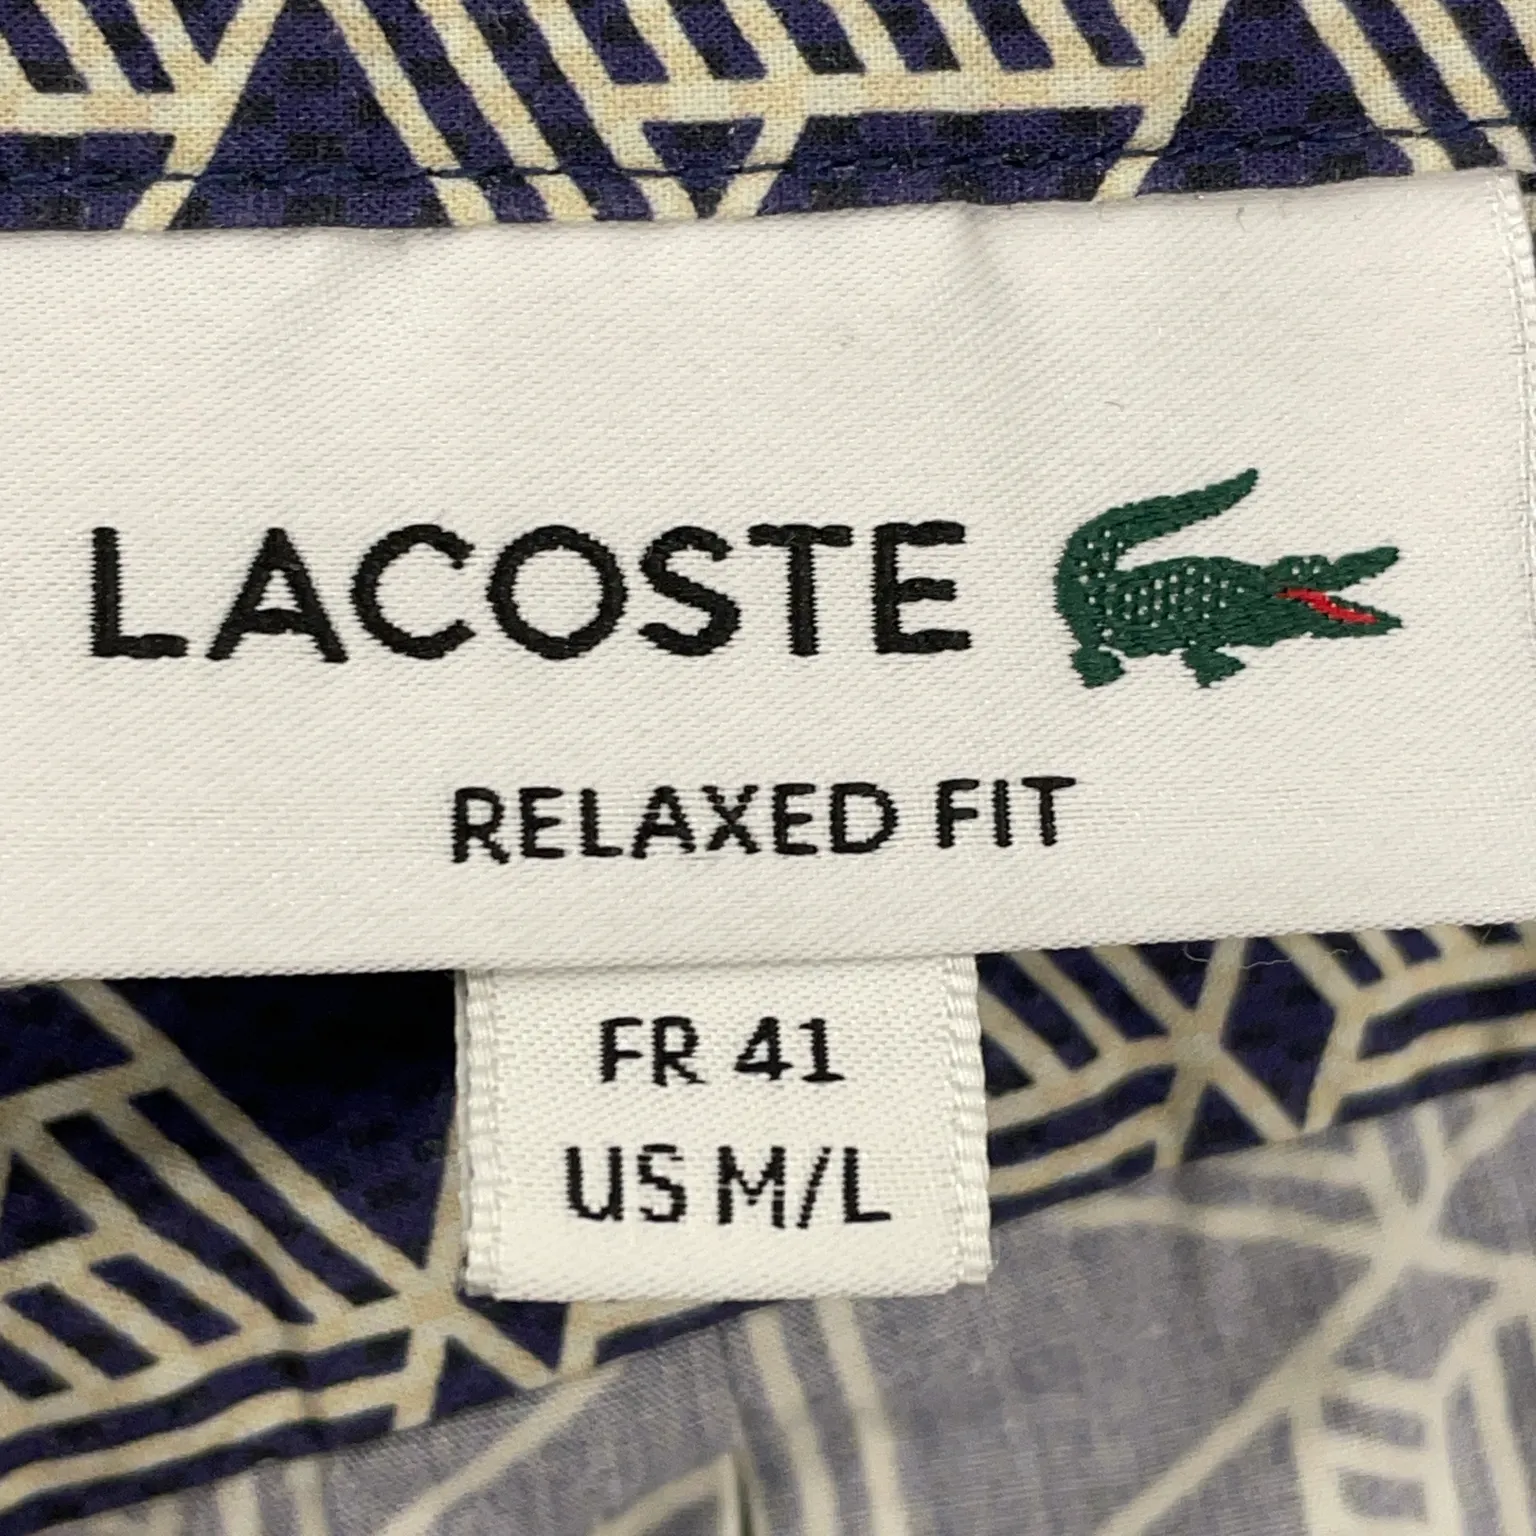 LACOSTE
RELAXED FIT
FR 41
US M/L